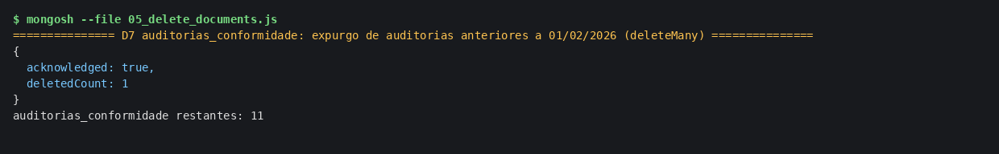 $ mongosh --file 05_delete_documents.js
=============== D7 auditorias_conformidade: expurgo de auditorias anteriores a 01/02/2026 (deleteMany) ===============
{
  acknowledged: true,
  deletedCount: 1
}
auditorias_conformidade restantes: 11